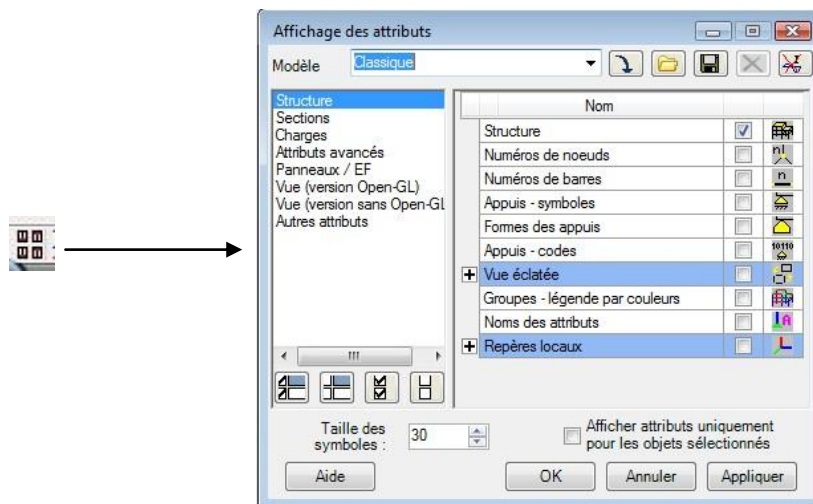 Affichage des attributs
Modèle
Classique
Structure
Sections
Charges
Attributs avancés
Panneaux / EF
Vue (version Open-GL)
Vue (version sans Open-GL
Autres attributs
Nom
Structure
Numéros de noeuds
Numéros de barres
Appuis - symboles
Formes des appuis
Appuis - codes
Vue éclatée
Groupes - légende par couleurs
Noms des attributs
Repères locaux
Taille des
symboles :
30
Afficher attributs uniquement
pour les objets sélectionnés
Aide
OK
Annuler
Appliquer